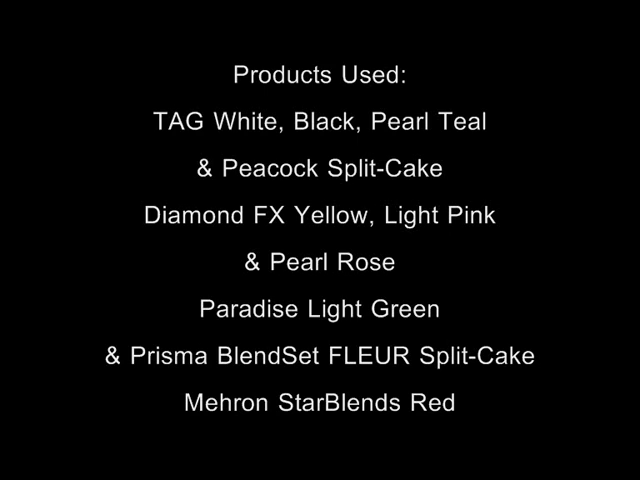 Products Used:
TAG White, Black, Pearl Teal
& Peacock Split-Cake
Diamond FX Yellow, Light Pink
& Pearl Rose
Paradise Light Green
& Prisma BlendSet FLEUR Split-Cake
Mehron StarBlends Red